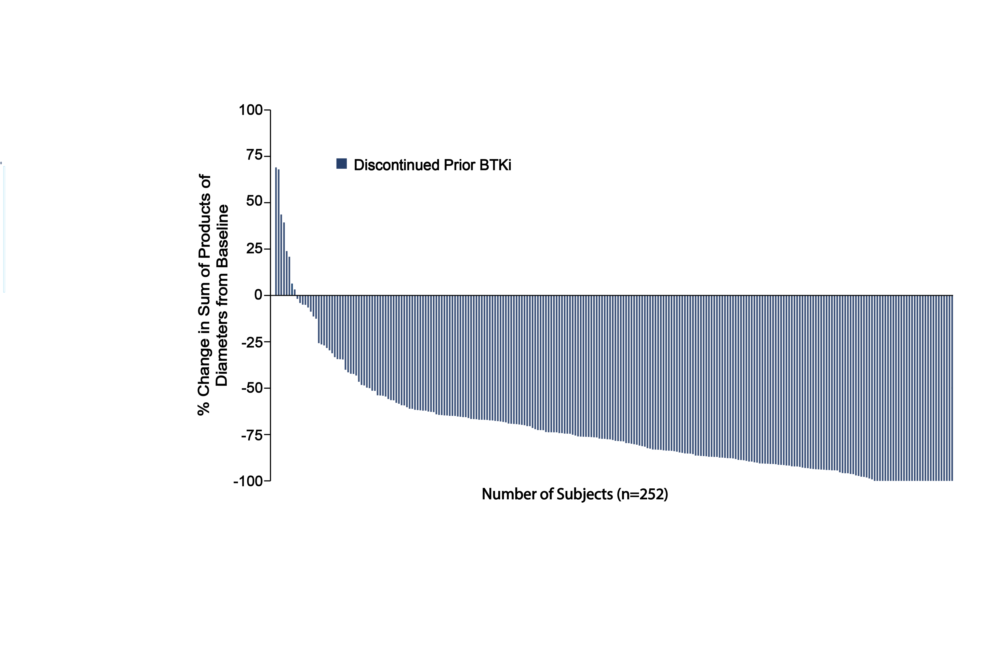 100
75
50
25
0
-25
-50
-75
-100
% Change in Sum of Products of
Diameters from Baseline
Discontinued Prior BTKi
Number of Subjects (n=252)
*